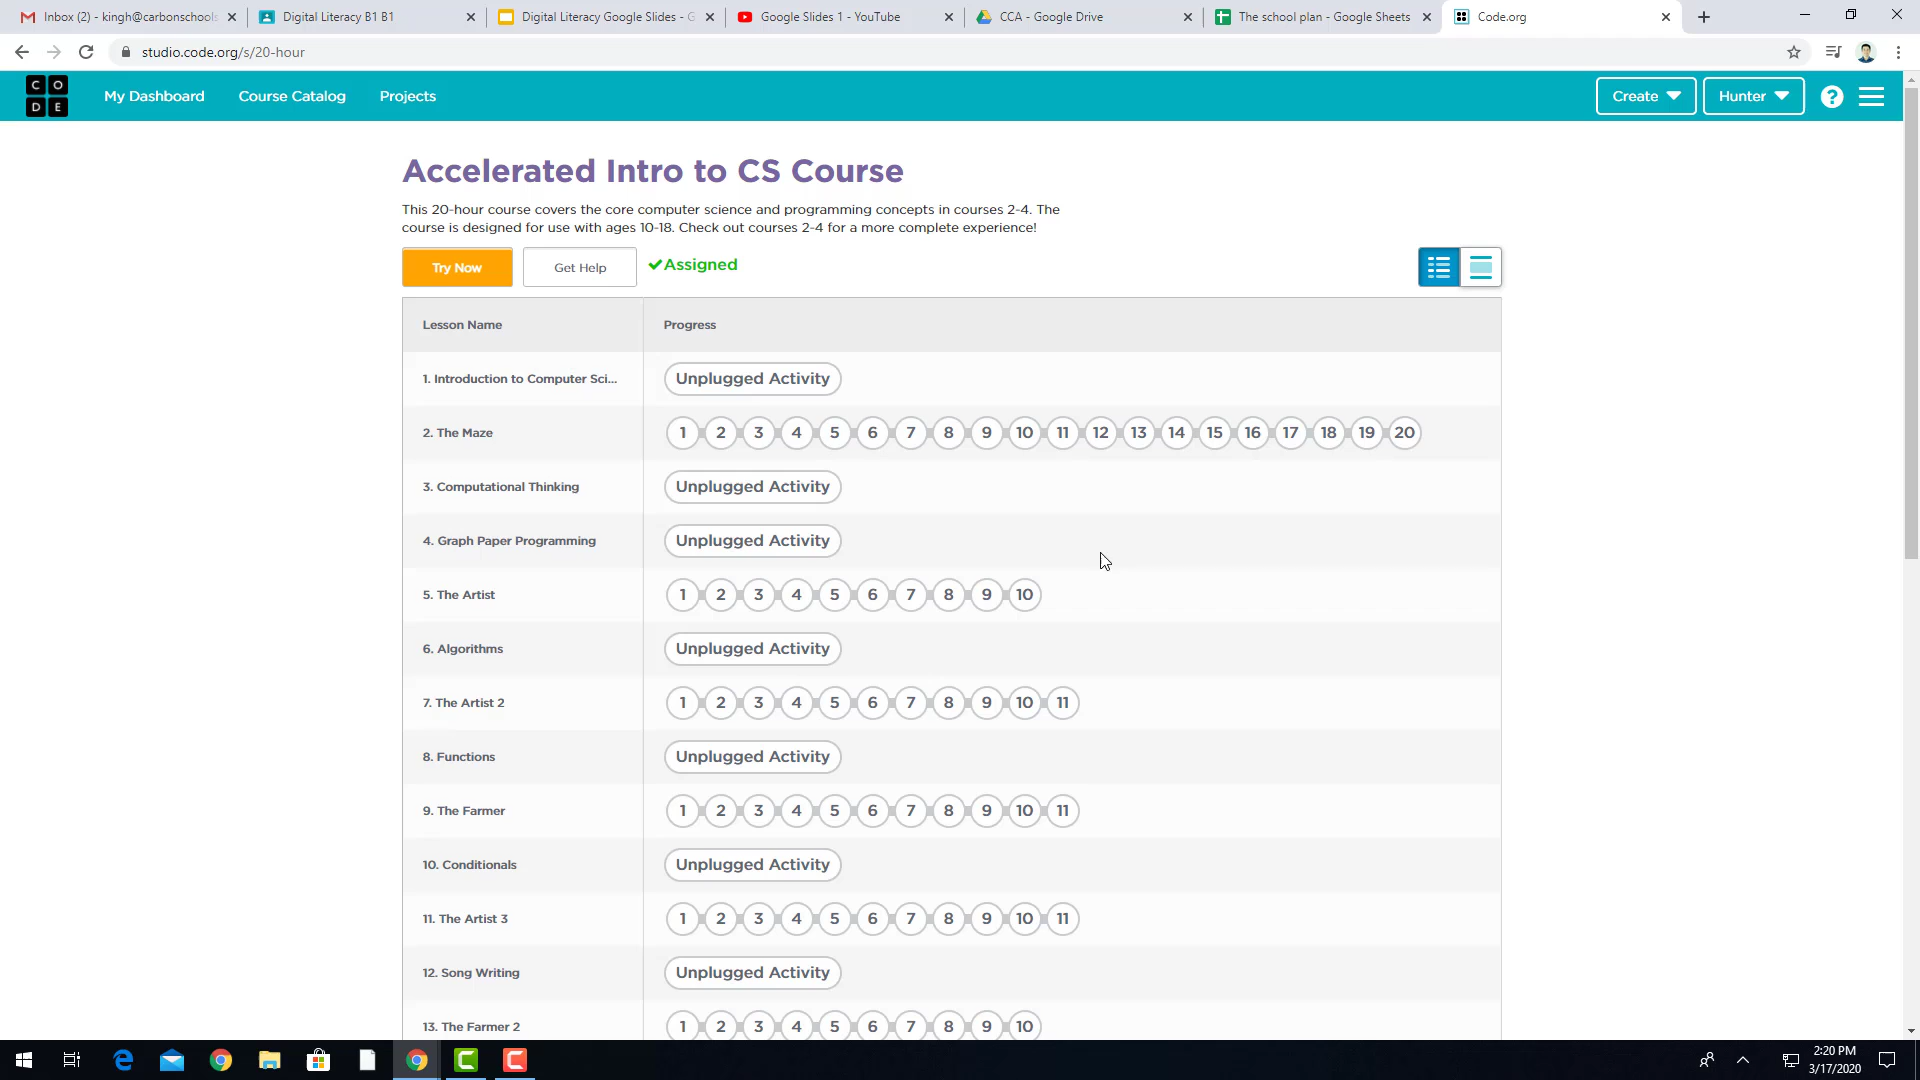 Inbox (2) - kingh@carbonschools
Digital Literacy B1 B1
Digital Literacy Google Slides - G
Google Slides 1 - YouTube
CCA - Google Drive
The school plan - Google Sheets
Code.org
studio.code.org/s/20-hour
C O
D E
My Dashboard
Course Catalog
Projects
Create
Hunter
?
Accelerated Intro to CS Course
This 20-hour course covers the core computer science and programming concepts in courses 2-4. The
course is designed for use with ages 10-18. Check out courses 2-4 for a more complete experience!
Try Now
Get Help
Assigned
Lesson Name
Progress
1. Introduction to Computer Sci...
Unplugged Activity
2. The Maze
1 2 3 4 5 6 7 8 9 10 11 12 13 14 15 16 17 18 19 20
3. Computational Thinking
Unplugged Activity
4. Graph Paper Programming
Unplugged Activity
5. The Artist
1 2 3 4 5 6 7 8 9 10
6. Algorithms
Unplugged Activity
7. The Artist 2
1 2 3 4 5 6 7 8 9 10 11
8. Functions
Unplugged Activity
9. The Farmer
1 2 3 4 5 6 7 8 9 10 11
10. Conditionals
Unplugged Activity
11. The Artist 3
1 2 3 4 5 6 7 8 9 10 11
12. Song Writing
Unplugged Activity
13. The Farmer 2
1 2 3 4 5 6 7 8 9 10
2:20 PM
3/17/2020